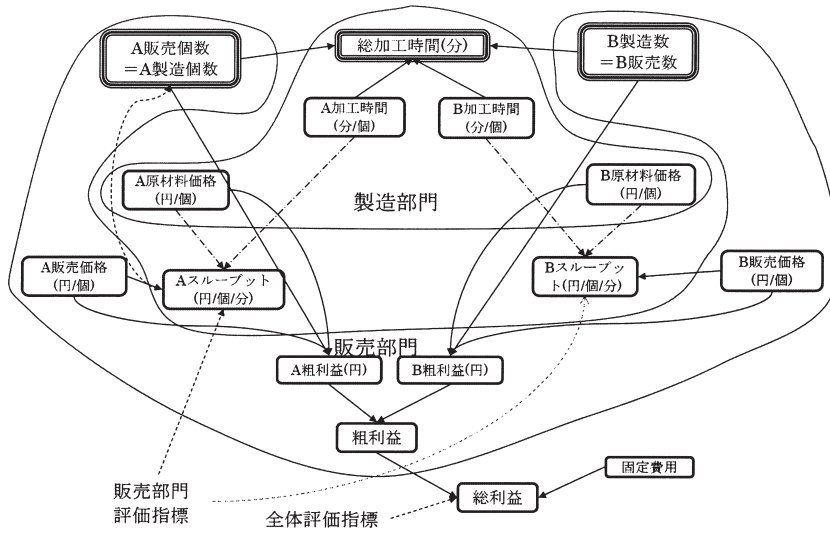 A販売個数
＝A製造個数
総加工時間(分)
B製造数
＝B販売数
A加工時間
(分/個)
B加工時間
(分/個)
A原材料価格
(円/個)
B原材料価格
(円/個)
製造部門
A販売価格
(円/個)
Aスループット
(円/個/分)
Bスループッ
ト(円/個/分)
B販売価格
(円/個)
販売部門
A粗利益(円)
B粗利益(円)
粗利益
固定費用
販売部門
評価指標
全体評価指標
総利益